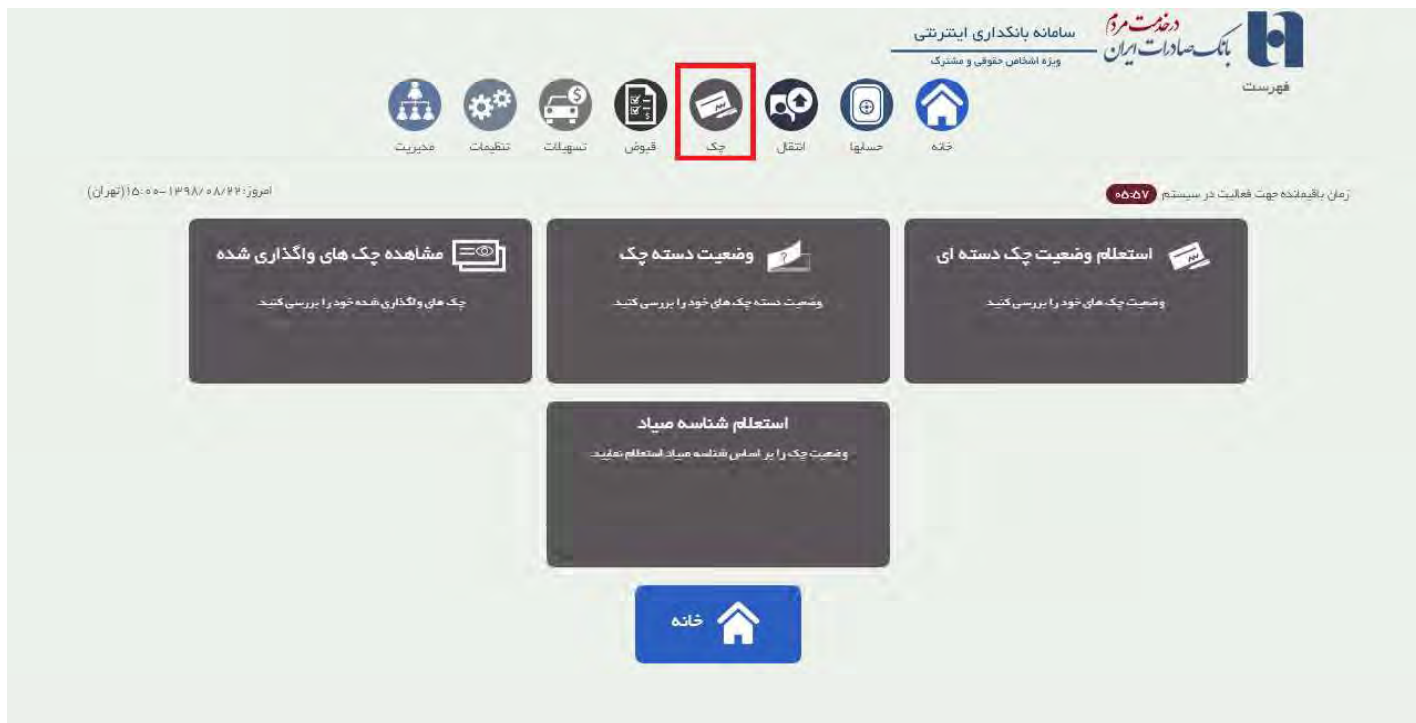 در خدمت مردم
بانک صادرات ایران
سامانه بانکداری اینترنتی
ویژه اشخاص حقوقی و مشترک
فهرست
خانه
حسابها
انتقال
چک
قبوض
تسهیلات
تنظیمات
مدیریت
زمان باقیمانده جهت فعالیت در سیستم ۰۵:۵۷
امروز: ۱۳۹۸/۰۸/۲۲-۱۵:۰۰(تهران)
استعلام وضعیت چک دسته ای
وضعیت چک های خود را بررسی کنید
وضعیت دسته چک
وضعیت دسته چک های خود را بررسی کنید.
مشاهده چک های واگذاری شده
چک های واگذاری شده خود را بررسی کنید.
استعلام شناسه صیاد
وضعیت چک را بر اساس شناسه صیاد استعلام نمایید.
خانه